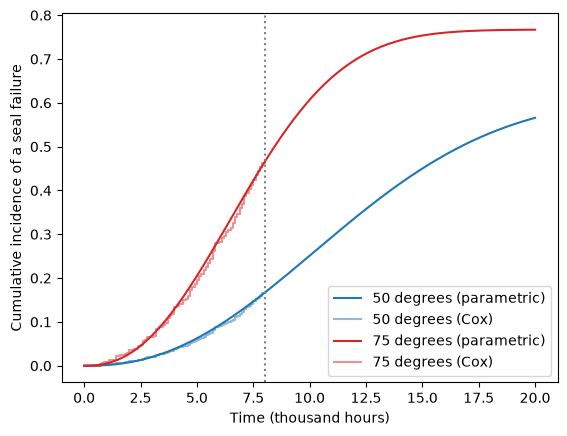 0.8
0.7
0.6
0.5
0.4
0.3
0.2
0.1
0.0
Cumulative incidence of a seal failure
50 degrees (parametric)
50 degrees (Cox)
75 degrees (parametric)
75 degrees (Cox)
0.0 2.5 5.0 7.5 10.0 12.5 15.0 17.5 20.0
Time (thousand hours)